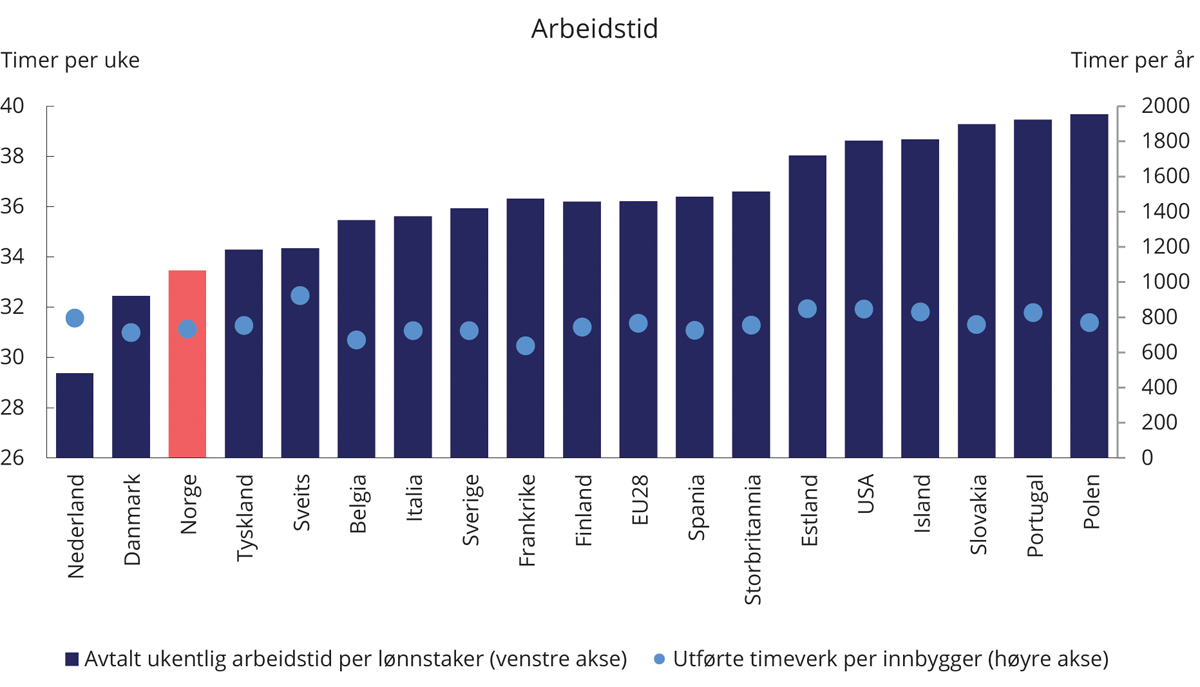 Arbeidstid
Timer per uke
Timer per år
40
38
36
34
32
30
28
26
2000
1800
1600
1400
1200
1000
800
600
400
200
0
Nederland
Danmark
Norge
Tyskland
Sveits
Belgia
Italia
Sverige
Frankrike
Finland
EU28
Spania
Storbritannia
Estland
USA
Island
Slovakia
Portugal
Polen
Avtalt ukentlig arbeidstid per lønnstaker (venstre akse)
Utførte timeverk per innbygger (høyre akse)